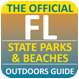 THE OFFICIAL
FL
STATE PARKS
& BEACHES
OUTDOORS GUIDE